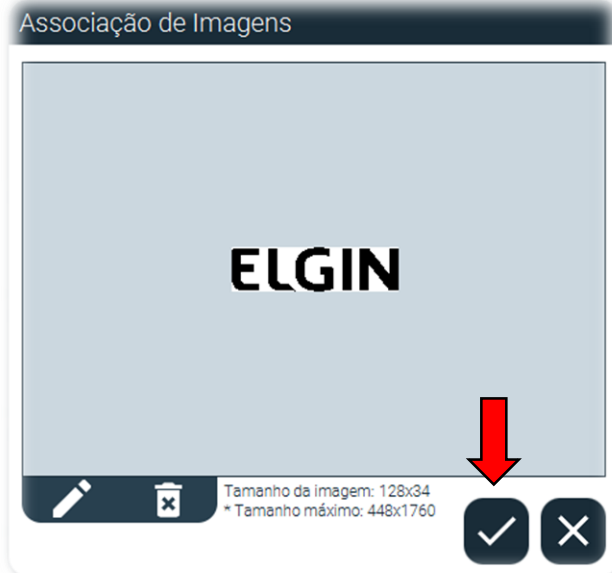 Associação de Imagens
ELGIN
Tamanho da imagem: 128x34
* Tamanho máximo: 448x1760